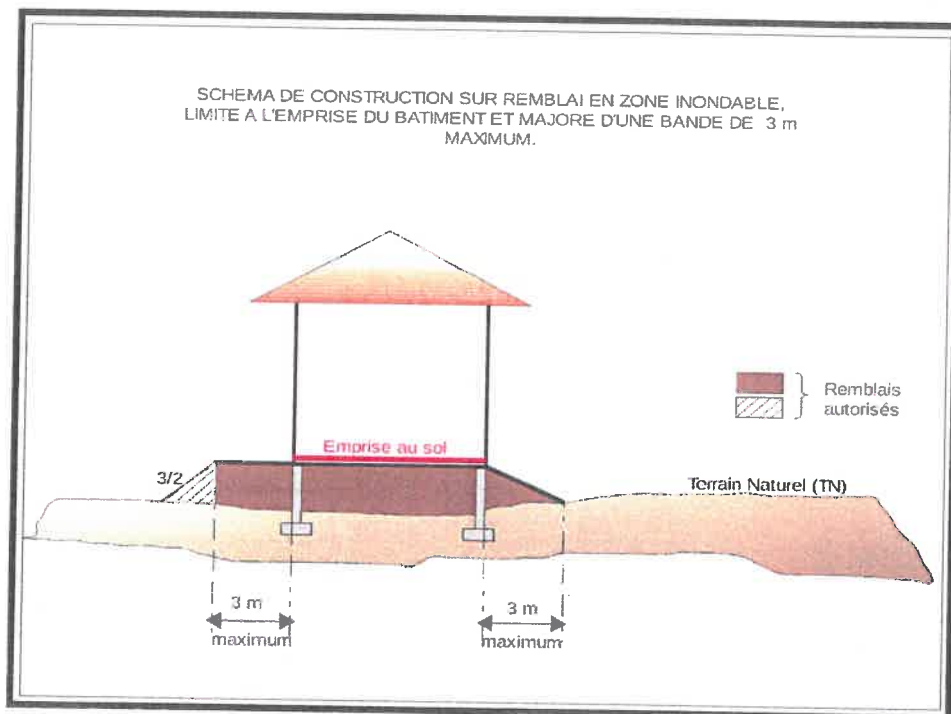 SCHEMA DE CONSTRUCTION SUR REMBLAI EN ZONE INONDABLE,
LIMITE A L'EMPRISE DU BATIMENT ET MAJORE D'UNE BANDE DE 3 m
MAXIMUM.
Remblais
autorisés
Emprise au sol
3/2
Terrain Naturel (TN)
3 m
maximum
3 m
maximum